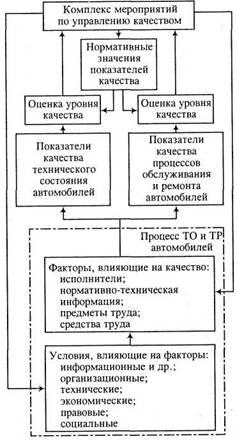 Комплекс мероприятий
по управлению качеством
Нормативные
значения
показателей
качества
Оценка уровня
качества
Оценка уровня
качества
Показатели
качества
технического
состояния
автомобилей
Показатели
качества
процессов
обслуживания
и ремонта
автомобилей
Процесс ТО и ТР
автомобилей
Факторы, влияющие на качество:
исполнители;
нормативно-техническая
информация;
предметы труда;
средства труда
Условия, влияющие на факторы:
информационные и др.;
организационные;
технические;
экономические;
правовые;
социальные